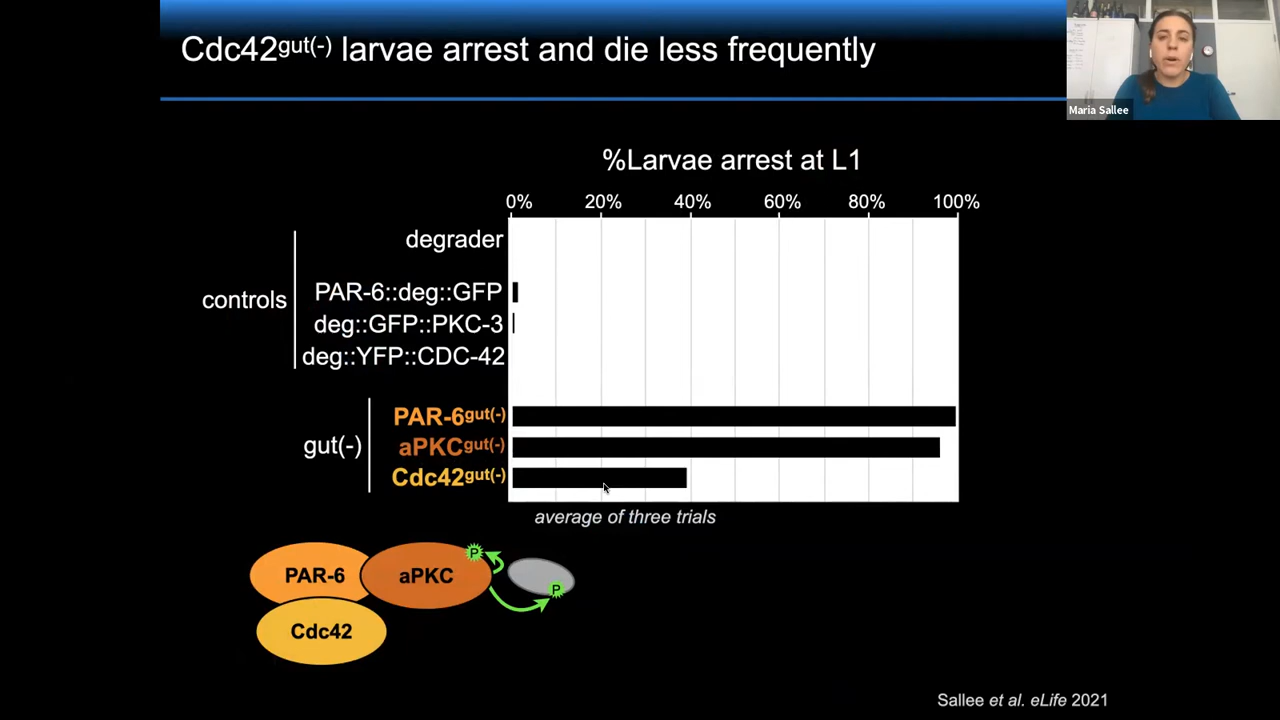 Cdc42gut(-) larvae arrest and die less frequently
Maria Sallee
%Larvae arrest at L1
0% 20% 40% 60% 80% 100%
controls
degrader
PAR-6::deg::GFP
deg::GFP::PKC-3
deg::YFP::CDC-42
gut(-)
PAR-6gut(-)
aPKCgut(-)
Cdc42gut(-)
average of three trials
PAR-6 aPKC P P
Cdc42
Sallee et al. eLife 2021